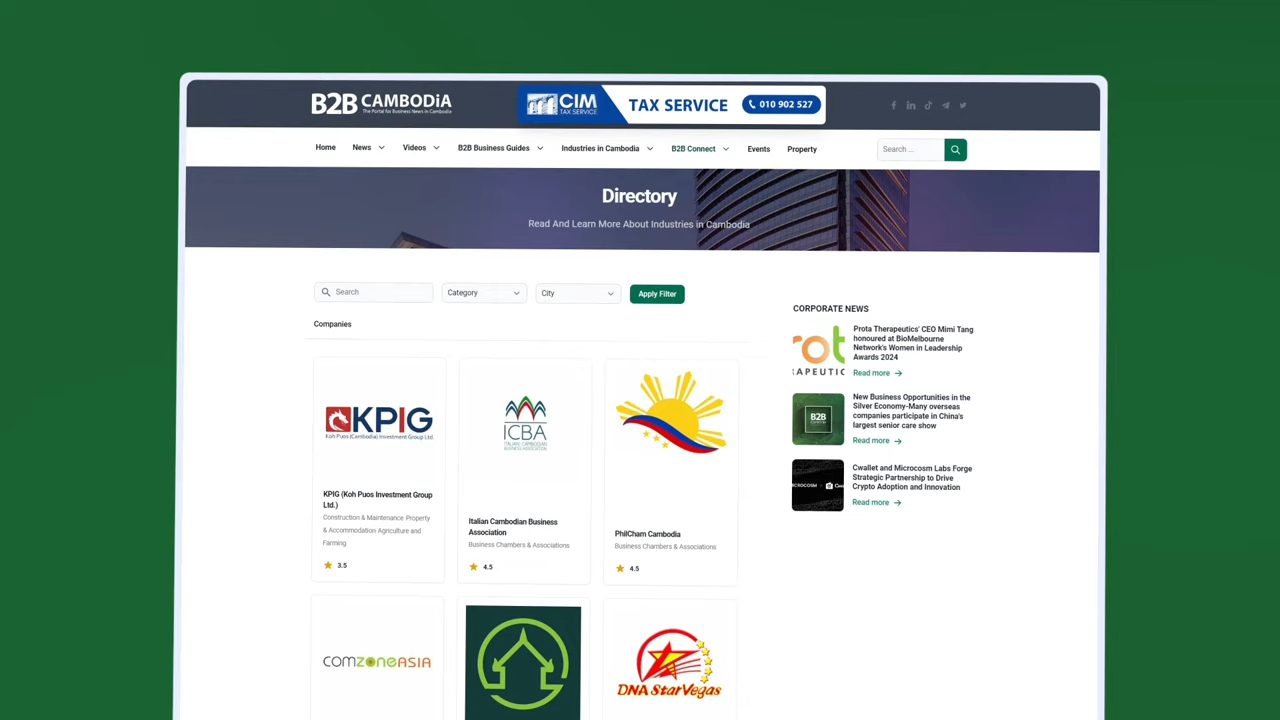 B2B CAMBODiA
The Portal for Business News in Cambodia
CIM
TAX SERVICE
TAX SERVICE
010 902 527
Home
News
Videos
B2B Business Guides
Industries in Cambodia
B2B Connect
Events
Property
Search ...
Directory
Read And Learn More About Industries in Cambodia
Search
Category
City
Apply Filter
Companies
KPIG
Koh Puos (Cambodia) Investment Group Ltd.
KPIG (Koh Puos Investment Group
Ltd.)
Construction & Maintenance Property
& Accommodation Agriculture and
Farming
3.5
ICBA
ITALIAN CAMBODIAN
BUSINESS ASSOCIATION
Italian Cambodian Business
Association
Business Chambers & Associations
4.5
PhilCham Cambodia
Business Chambers & Associations
4.5
COMZONEASIA
DNA StarVegas
CORPORATE NEWS
rot
RAPEUTIC
Prota Therapeutics' CEO Mimi Tang
honoured at BioMelbourne
Network's Women in Leadership
Awards 2024
Read more
B2B
New Business Opportunities in the
Silver Economy-Many overseas
companies participate in China's
largest senior care show
Read more
Cwallet and Microcosm Labs Forge
Strategic Partnership to Drive
Crypto Adoption and Innovation
Read more